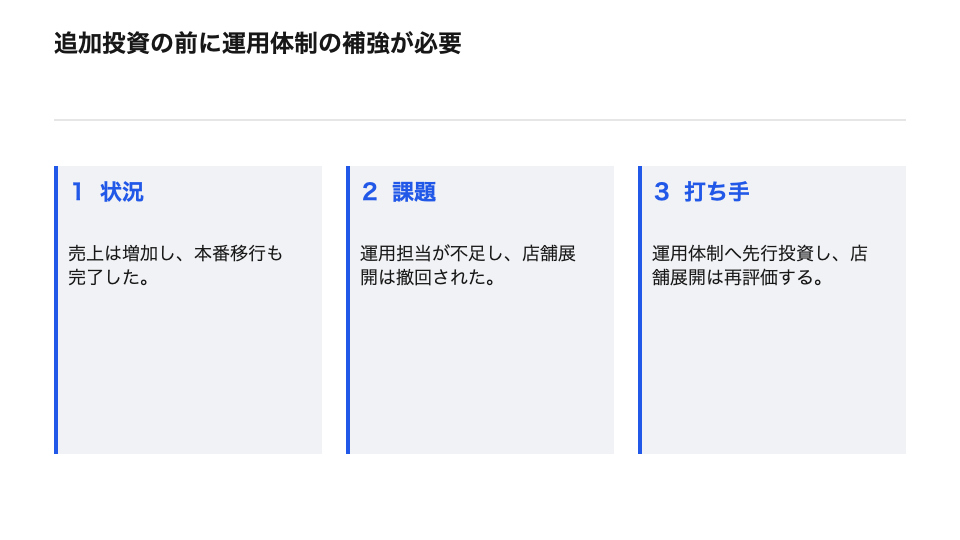 追加投資の前に運用体制の補強が必要
1 状況
売上は増加し、本番移行も
完了した。
2 課題
運用担当が不足し、店舗展
開は撤回された。
3 打ち手
運用体制へ先行投資し、店
舗展開は再評価する。